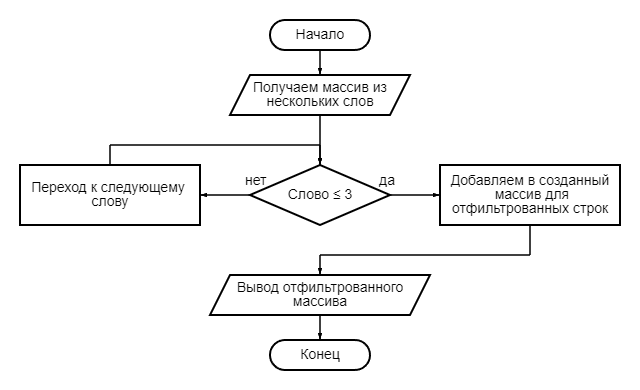 Начало
Получаем массив из
нескольких слов
нет
да
Переход к следующему
слову
Слово ≤ 3
Добавляем в созданный
массив для
отфильтрованных строк
Вывод отфильтрованного
массива
Конец